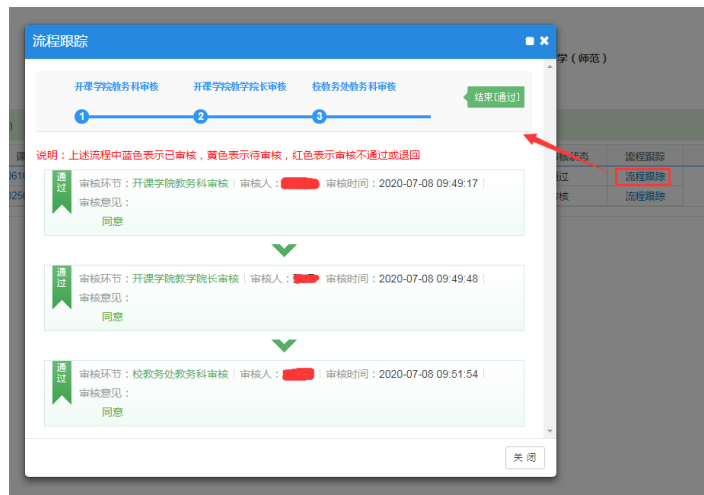 流程跟踪
学（师范）
开课学院教务科审核
开课学院教学院长审核
校教务处教务科审核
结束[通过]
1
2
3
说明：上述流程中蓝色表示已审核，黄色表示待审核，红色表示审核不通过或退回
流程跟踪
流程跟踪
流程跟踪
通过
审核环节：开课学院教务科审核 审核人： 审核时间：2020-07-08 09:49:17
审核意见：
同意
通过
审核环节：开课学院教学院长审核 审核人： 审核时间：2020-07-08 09:49:48
审核意见：
同意
通过
审核环节：校教务处教务科审核 审核人： 审核时间：2020-07-08 09:51:54
审核意见：
同意
关闭